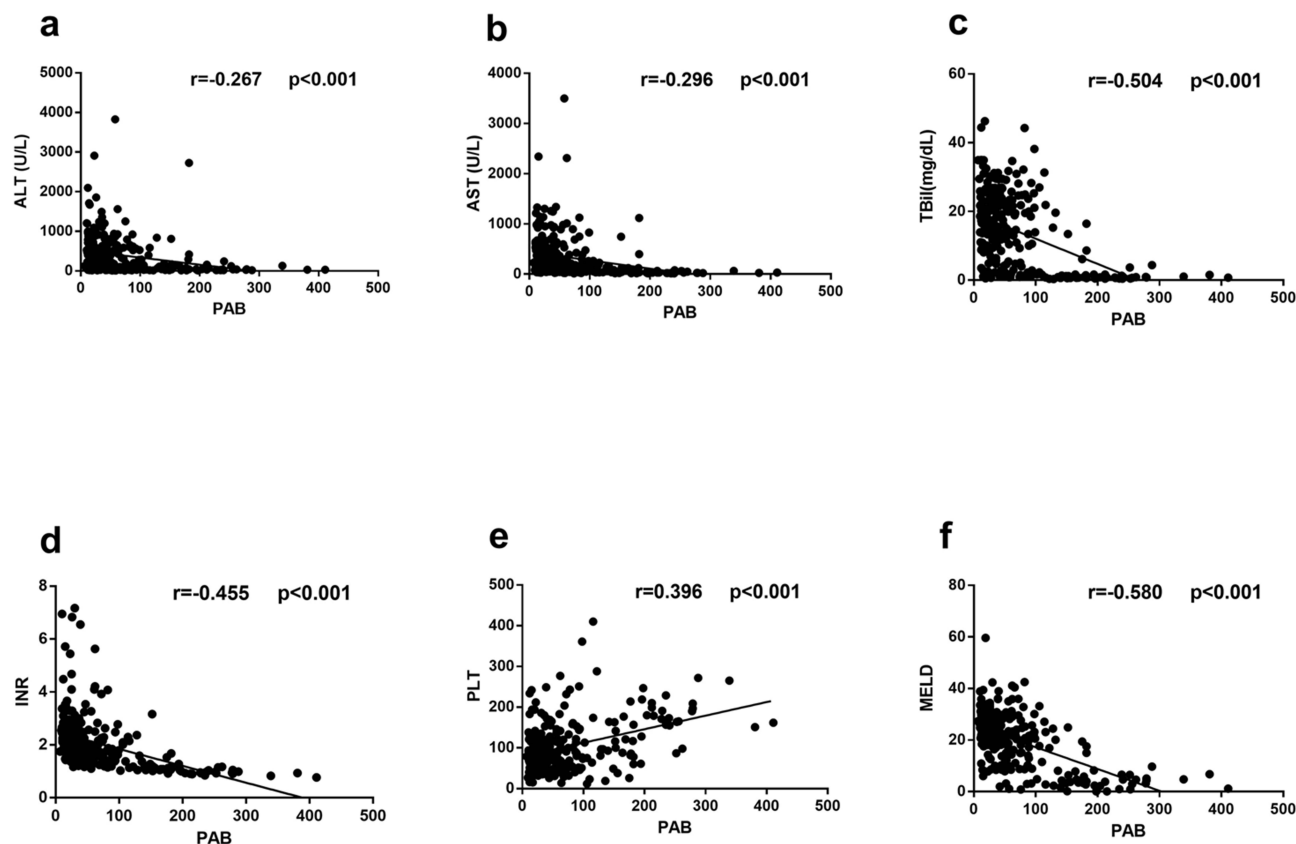 a
r=-0.267 p<0.001
5000
4000
3000
2000
1000
0
ALT (U/L)
0 100 200 300 400 500
PAB
b
r=-0.296 p<0.001
4000
3000
2000
1000
0
AST (U/L)
0 100 200 300 400 500
PAB
c
r=-0.504 p<0.001
60
40
20
0
TBil(mg/dL)
0 100 200 300 400 500
PAB
d
r=-0.455 p<0.001
8
6
4
2
0
INR
0 100 200 300 400 500
PAB
e
r=0.396 p<0.001
500
400
300
200
100
0
PLT
0 100 200 300 400 500
PAB
f
r=-0.580 p<0.001
80
60
40
20
0
MELD
0 100 200 300 400 500
PAB